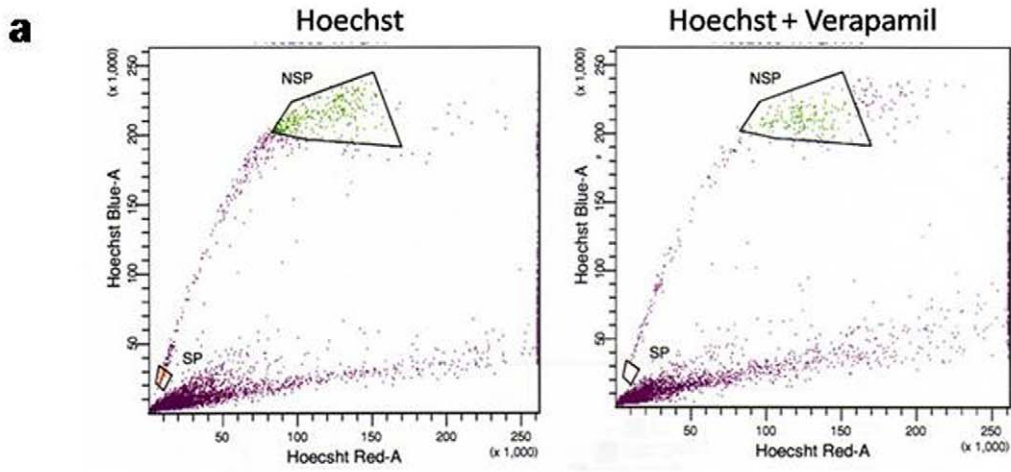 a
Hoechst
Hoechst + Verapamil
(x 1,000)
250
200
150
100
50
Hoechst Blue-A
NSP
SP
50 100 150 200 250
(x 1,000)
Hoecsht Red-A
(x 1,000)
250
200
150
100
50
Hoechst Blue-A
NSP
SP
50 100 150 200 250
(x 1,000)
Hoecsht Red-A